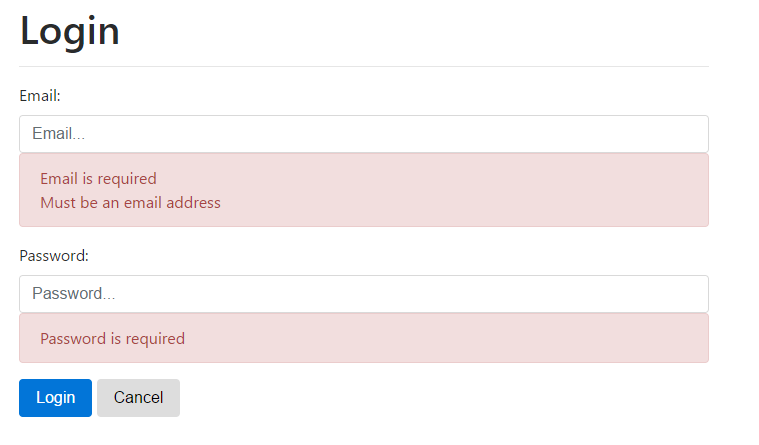 Login
Email:
Email...
Email is required
Must be an email address
Password:
Password...
Password is required
Login Cancel